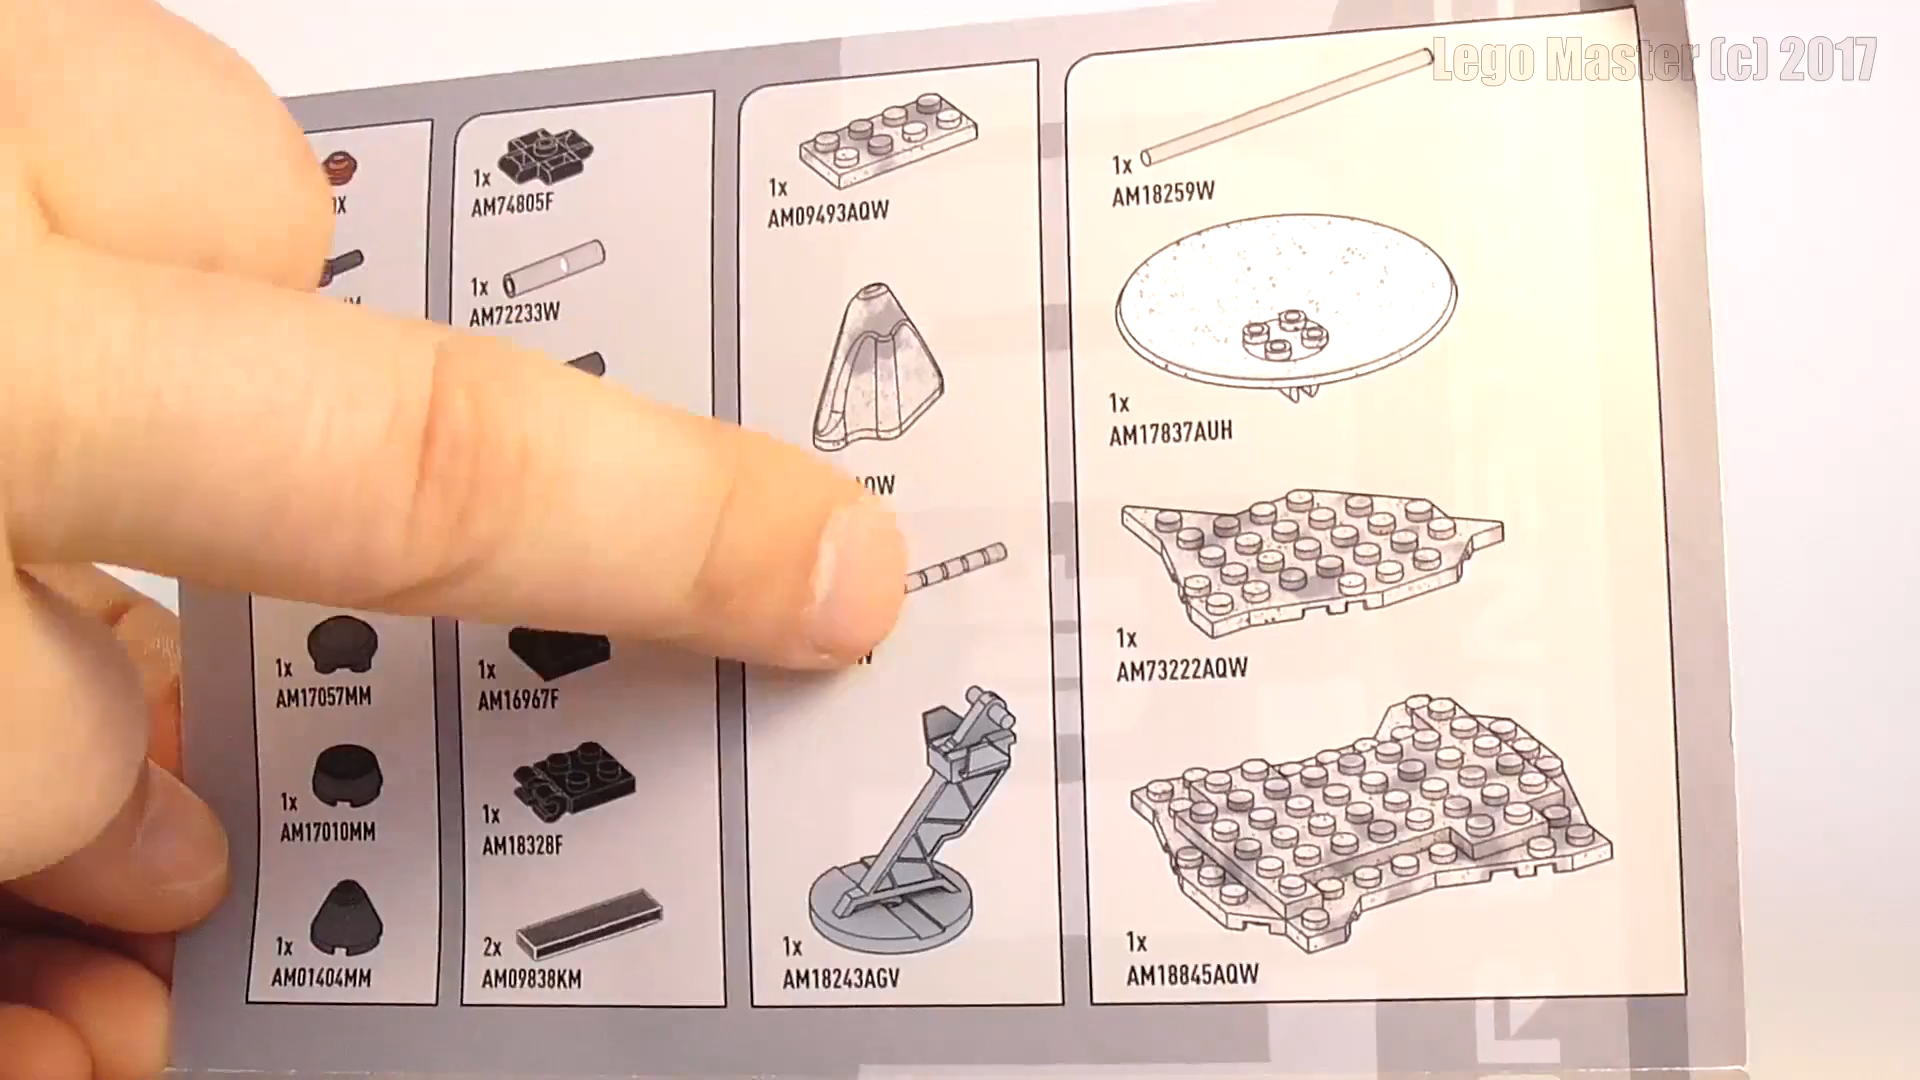 Lego Master (c) 2017
1x
AM17057MM
1x
AM17010MM
1x
AM01404MM
1x
AM74805F
1x
AM72233W
1x
AM16967F
1x
AM18328F
2x
AM09838KM
1x
AM09493AQW
1x
AM18243AGV
1x
AM18259W
1x
AM17837AUH
1x
AM73222AQW
1x
AM18845AQW